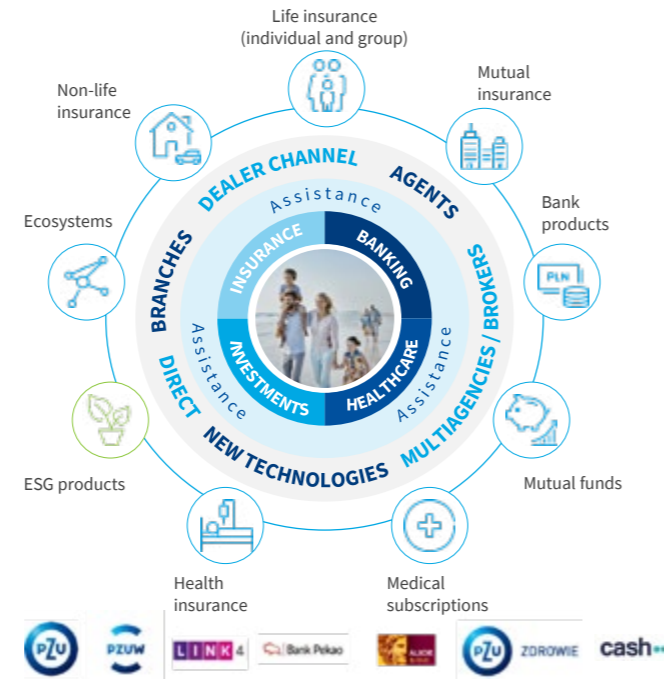 Life insurance
(individual and group)
Non-life
insurance
Mutual
insurance
Ecosystems
Bank
products
PLN
ESG products
Mutual funds
Health
insurance
Medical
subscriptions
DEALER CHANNEL
AGENTS
BRANCHES
MULTIAGENCIES / BROKERS
DIRECT
NEW TECHNOLOGIES
Assistance
Assistance
Assistance
INSURANCE
BANKING
INVESTMENTS
HEALTHCARE
PZU
PZUW
LINK4
Bank Pekao
ALIOR
PZU ZDROWIE
cash